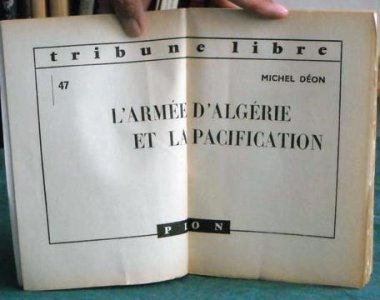 tribune libre
47
MICHEL DÉON
L'ARMÉE D'ALGÉRIE
ET LA PACIFICATION
PLON